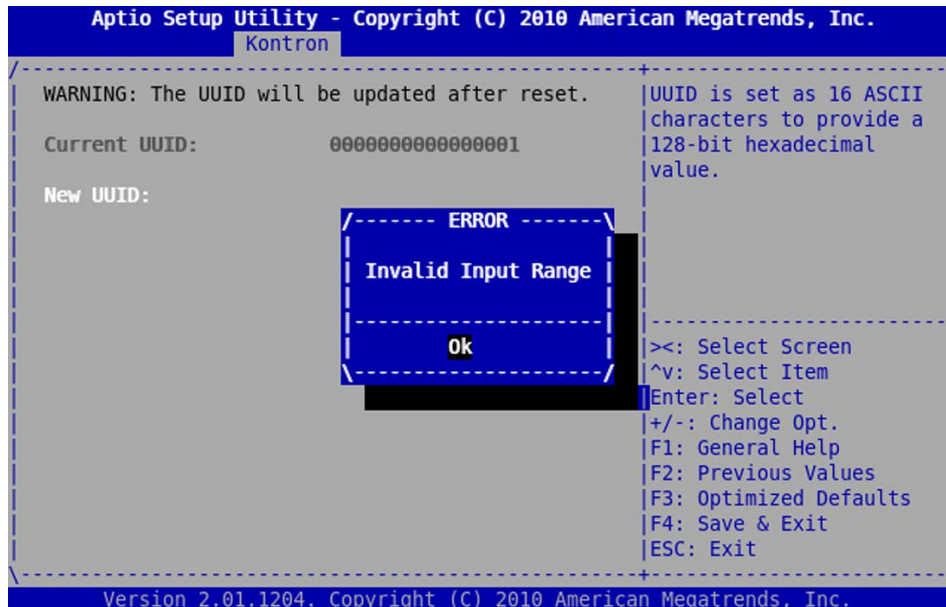 Aptio Setup Utility - Copyright (C) 2010 American Megatrends, Inc.
Kontron
WARNING: The UUID will be updated after reset.
Current UUID: 0000000000000001
New UUID:
ERROR
Invalid Input Range
Ok
UUID is set as 16 ASCII
characters to provide a
128-bit hexadecimal
value.
><: Select Screen
^v: Select Item
Enter: Select
+/-: Change Opt.
F1: General Help
F2: Previous Values
F3: Optimized Defaults
F4: Save & Exit
ESC: Exit
Version 2.01.1204. Copyright (C) 2010 American Megatrends, Inc.